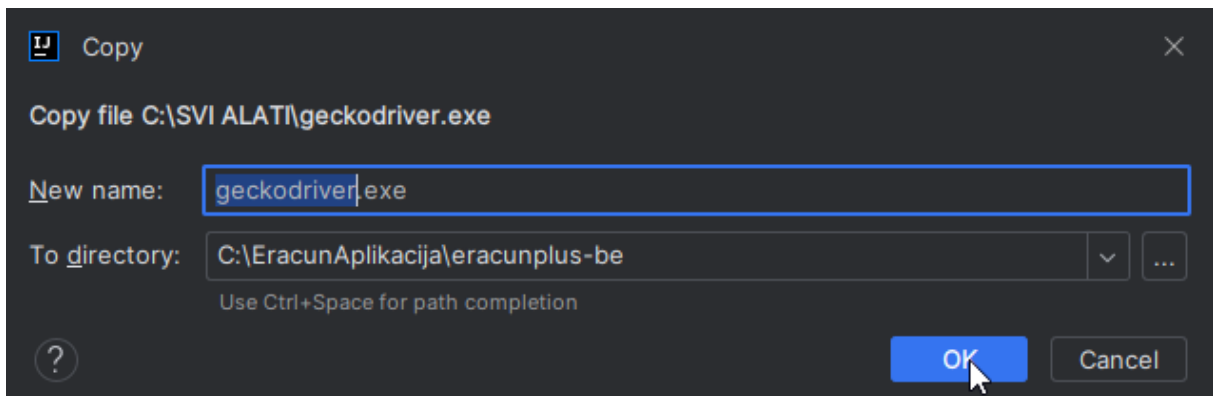 IJ Copy
Copy file C:\SVI ALATI\geckodriver.exe
New name: geckodriver.exe
To directory: C:\EracunAplikacija\eracunplus-be ...
Use Ctrl+Space for path completion
? OK Cancel